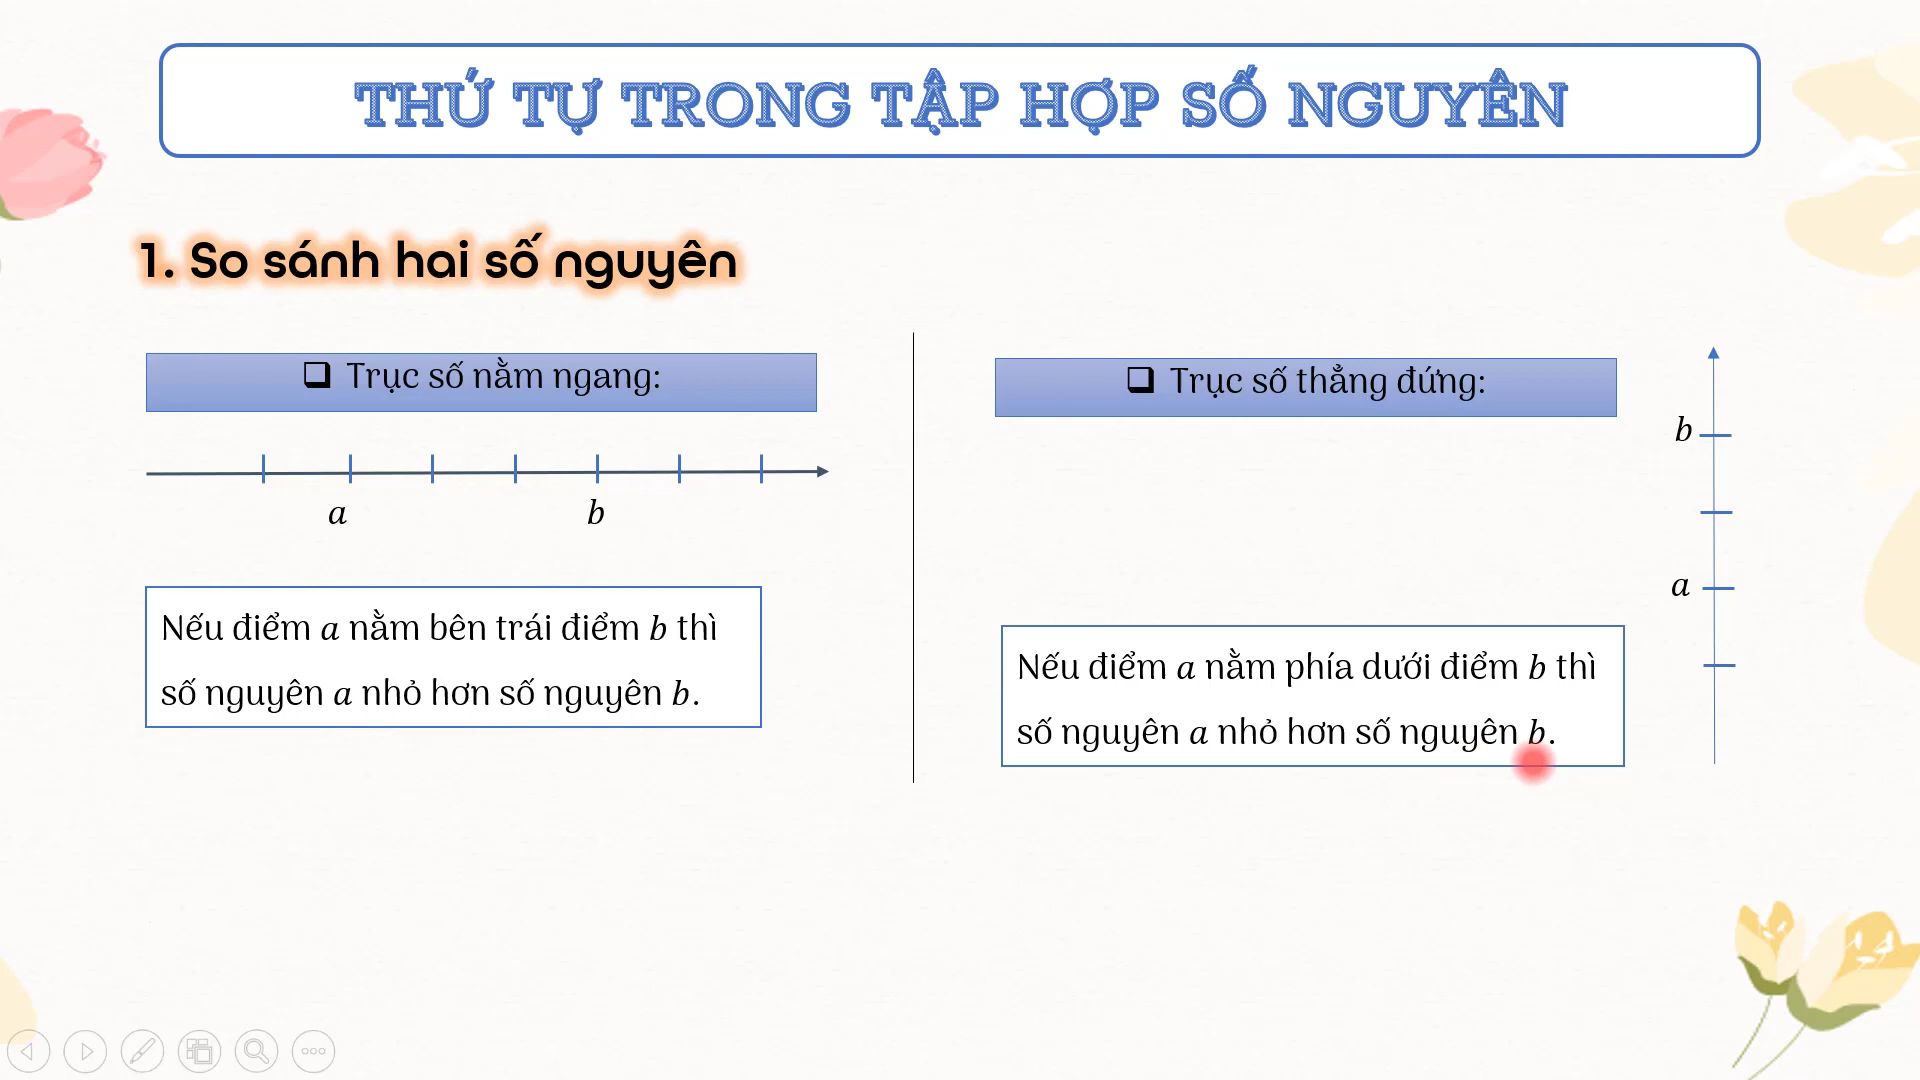 THỨ TỰ TRONG TẬP HỢP SỐ NGUYÊN
1. So sánh hai số nguyên
❑ Trục số nằm ngang:
a b
Nếu điểm a nằm bên trái điểm b thì
số nguyên a nhỏ hơn số nguyên b.
❑ Trục số thẳng đứng:
b
a
Nếu điểm a nằm phía dưới điểm b thì
số nguyên a nhỏ hơn số nguyên b.